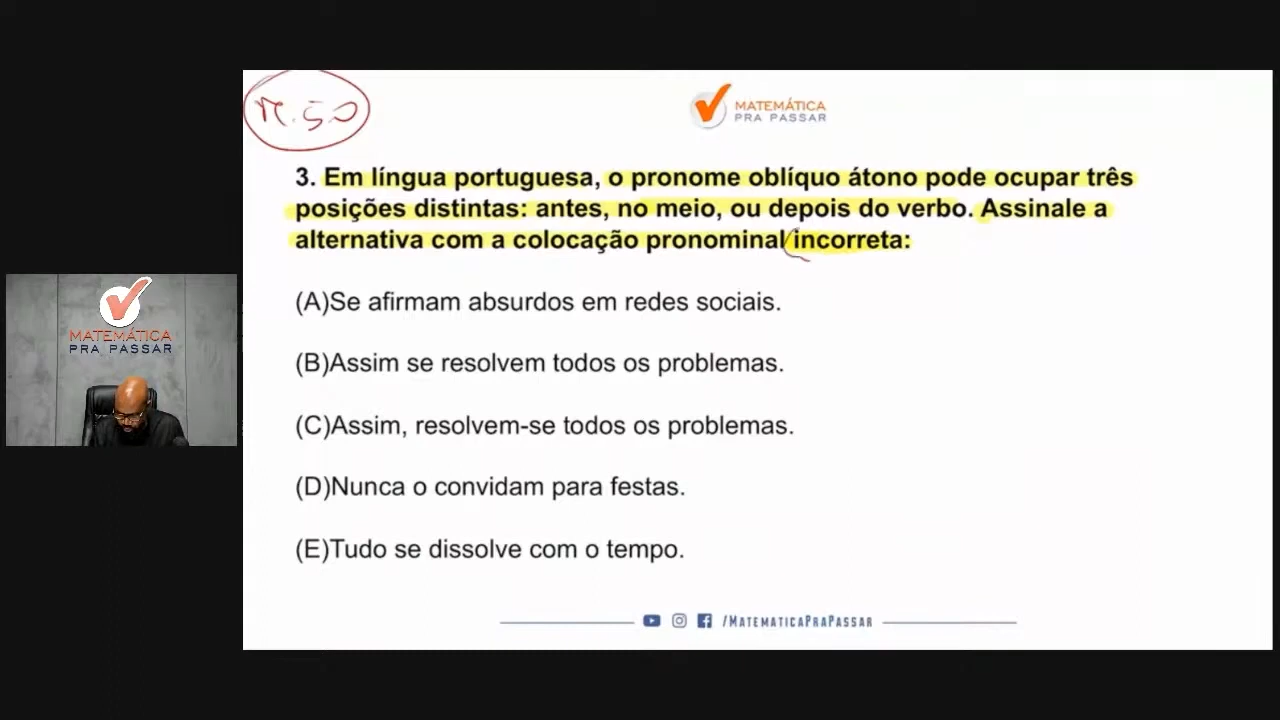 MATEMÁTICA
PRA PASSAR
3. Em língua portuguesa, o pronome oblíquo átono pode ocupar três
posições distintas: antes, no meio, ou depois do verbo. Assinale a
alternativa com a colocação pronominal incorreta:
(A)Se afirmam absurdos em redes sociais.
(B)Assim se resolvem todos os problemas.
(C)Assim, resolvem-se todos os problemas.
(D)Nunca o convidam para festas.
(E)Tudo se dissolve com o tempo.
/MATEMATICAPRAPASSAR
MATEMÁTICA
PRA PASSAR